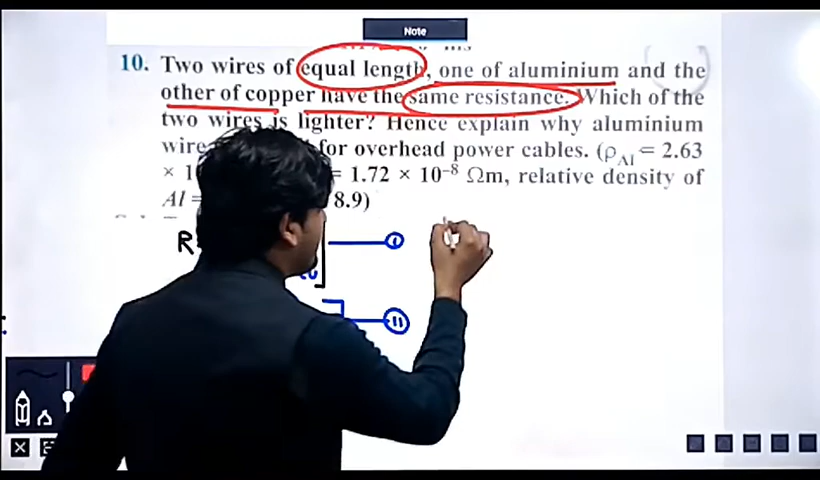 Note
10. Two wires of equal length, one of aluminium and the
other of copper have the same resistance. Which of the
two wires is lighter? Hence explain why aluminium
wire for overhead power cables. (ρAl = 2.63
× 1 = 1.72 × 10⁻⁸ Ωm, relative density of
Al = 8.9)
R
I
II